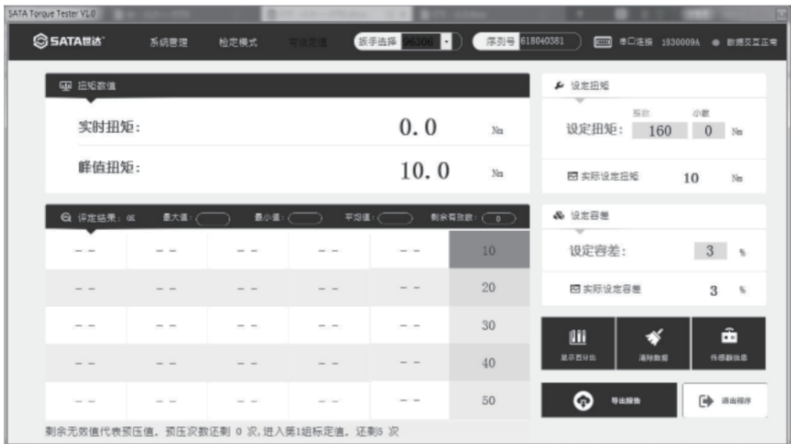 SATA Torque Tester V1.0
SATA世达 系统管理 检定模式 扳手选择 96306 序列号 618040381 串口连接 1830009A 数据交互正常
扭矩数值
实时扭矩: 0.0 Nm
峰值扭矩: 10.0 Nm
设定扭矩
整数 小数
设定扭矩: 160 0 Nm
实际设定扭矩 10 Nm
评定结果: OK 最大值: 最小值: 平均值: 剩余有效数: 0
-- -- -- -- -- 10
-- -- -- -- -- 20
-- -- -- -- -- 30
-- -- -- -- -- 40
-- -- -- -- -- 50
设定容差
设定容差: 3 %
实际设定容差 3 %
显示百分比 清除数据 传感器信息
导出报告 退出程序
剩余无效值代表预压值。预压次数还剩 0 次,进入第1组标定值。还剩5 次